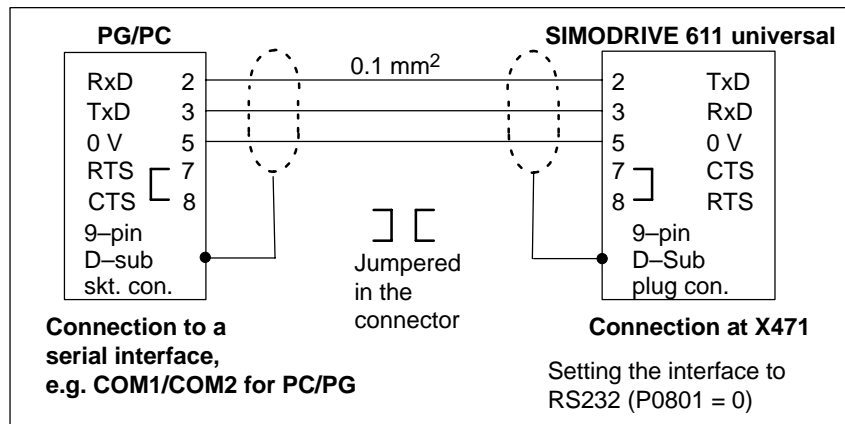 PG/PC
SIMODRIVE 611 universal
0.1 mm²
RxD 2
TxD 3
0 V 5
RTS 7
CTS 8
9–pin
D–sub
skt. con.
2 TxD
3 RxD
5 0 V
7 CTS
8 RTS
9–pin
D–Sub
plug con.
Jumpered
in the
connector
Connection to a
serial interface,
e.g. COM1/COM2 for PC/PG
Connection at X471
Setting the interface to
RS232 (P0801 = 0)